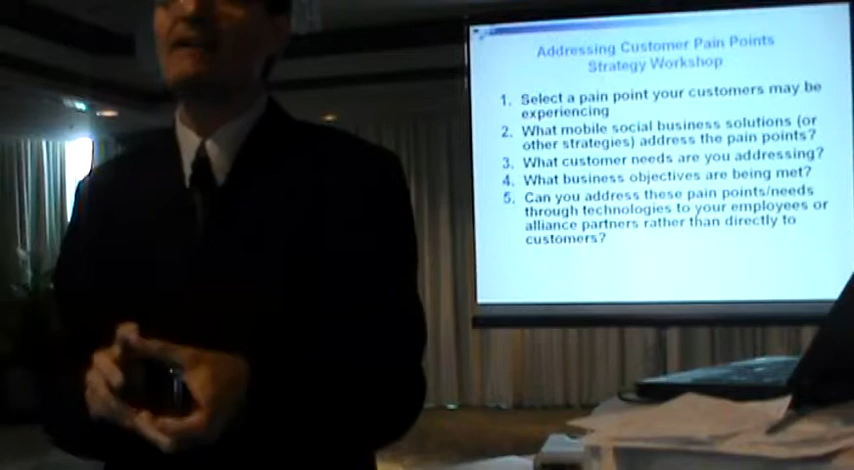 Addressing Customer Pain Points
Strategy Workshop
1. Select a pain point your customers may be
experiencing
2. What mobile social business solutions (or
other strategies) address the pain points?
3. What customer needs are you addressing?
4. What business objectives are being met?
5. Can you address these pain points/needs
through technologies to your employees or
alliance partners rather than directly to
customers?